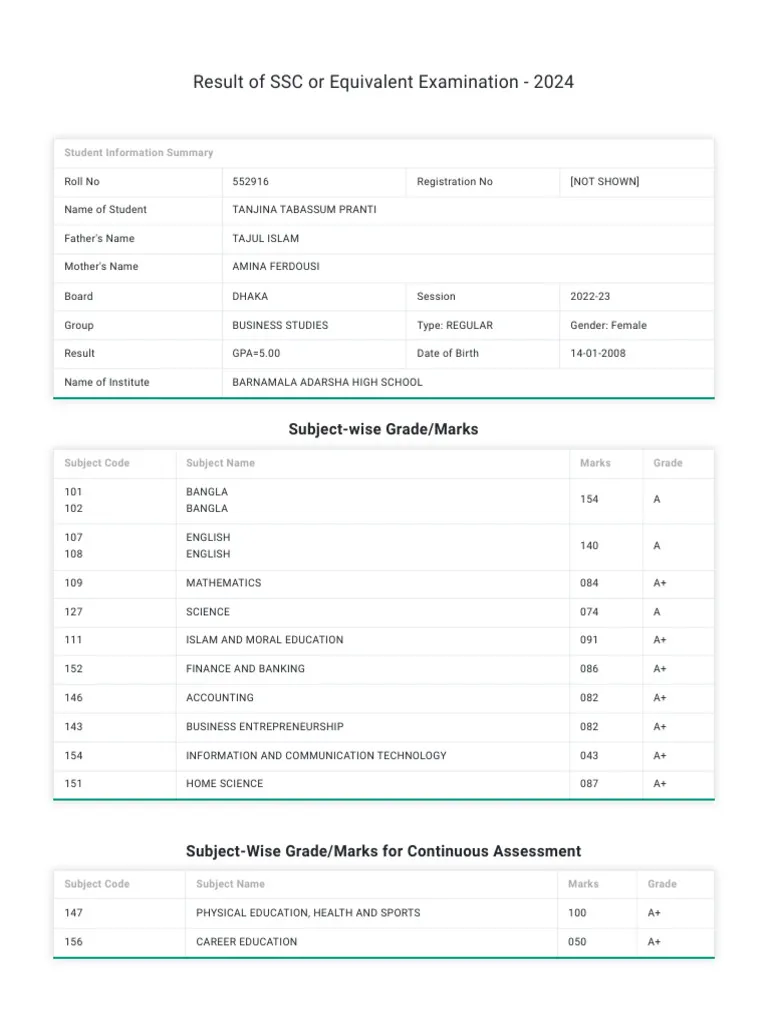 Result of SSC or Equivalent Examination - 2024
Student Information Summary
Roll No 552916 Registration No [NOT SHOWN]
Name of Student TANJINA TABASSUM PRANTI
Father's Name TAJUL ISLAM
Mother's Name AMINA FERDOUSI
Board DHAKA Session 2022-23
Group BUSINESS STUDIES Type: REGULAR Gender: Female
Result GPA=5.00 Date of Birth 14-01-2008
Name of Institute BARNAMALA ADARSHA HIGH SCHOOL
Subject-wise Grade/Marks
Subject Code Subject Name Marks Grade
101 BANGLA
102 BANGLA
154 A
107 ENGLISH
108 ENGLISH
140 A
109 MATHEMATICS 084 A+
127 SCIENCE 074 A
111 ISLAM AND MORAL EDUCATION 091 A+
152 FINANCE AND BANKING 086 A+
146 ACCOUNTING 082 A+
143 BUSINESS ENTREPRENEURSHIP 082 A+
154 INFORMATION AND COMMUNICATION TECHNOLOGY 043 A+
151 HOME SCIENCE 087 A+
Subject-Wise Grade/Marks for Continuous Assessment
Subject Code Subject Name Marks Grade
147 PHYSICAL EDUCATION, HEALTH AND SPORTS 100 A+
156 CAREER EDUCATION 050 A+